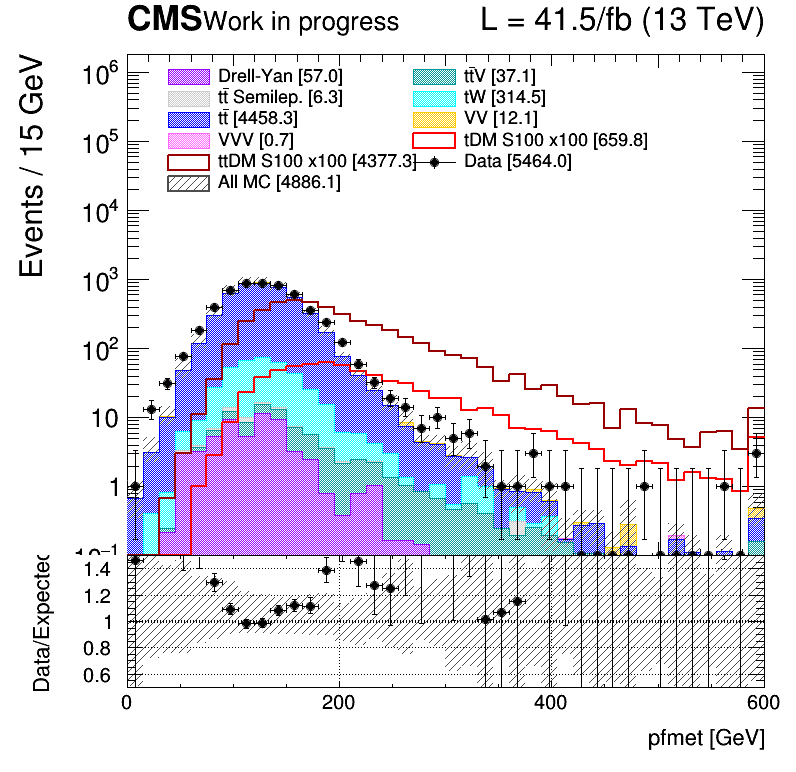 CMS Work in progress L = 41.5/fb (13 TeV)
Events / 15 GeV
10⁶
10⁵
10⁴
10³
10²
10
1
10⁻¹
Drell-Yan [57.0]
tt̄ Semilep. [6.3]
tt̄ [4458.3]
VVV [0.7]
ttDM S100 x100 [4377.3]
All MC [4886.1]
tt̄V [37.1]
tW [314.5]
VV [12.1]
tDM S100 x100 [659.8]
Data [5464.0]
Data/Expected
1.4
1.2
1
0.8
0.6
0 200 400 600
pfmet [GeV]